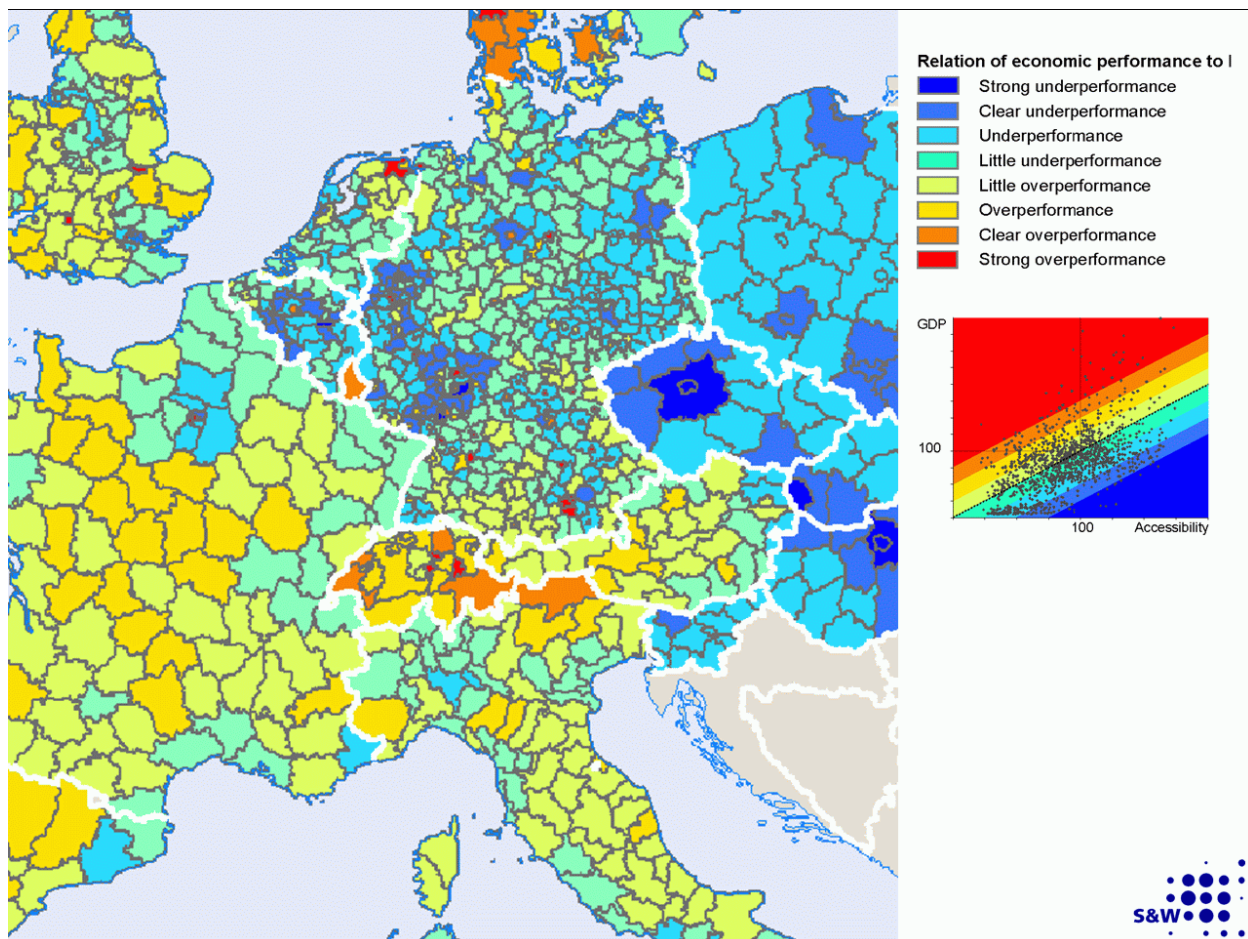 Relation of economic performance to l
Strong underperformance
Clear underperformance
Underperformance
Little underperformance
Little overperformance
Overperformance
Clear overperformance
Strong overperformance
GDP
100
100 Accessibility
S&W